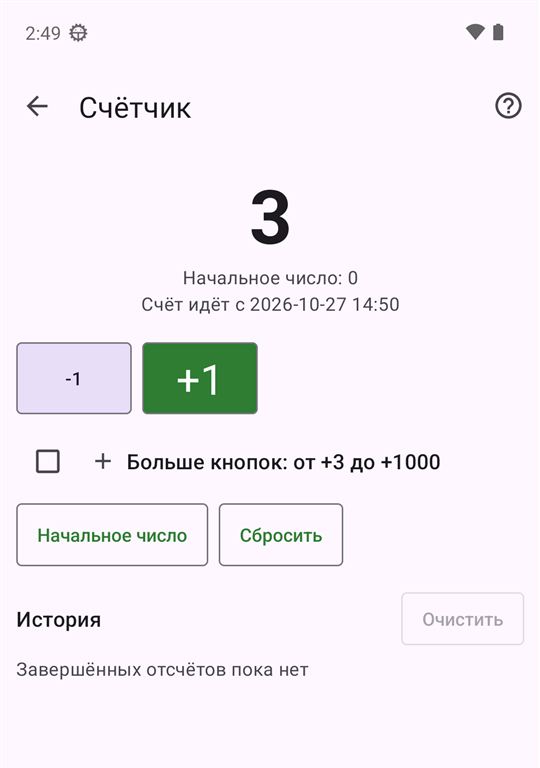 2:49
Счётчик
3
Начальное число: 0
Счёт идёт с 2026-10-27 14:50
-1
+1
+ Больше кнопок: от +3 до +1000
Начальное число
Сбросить
История
Очистить
Завершённых отсчётов пока нет